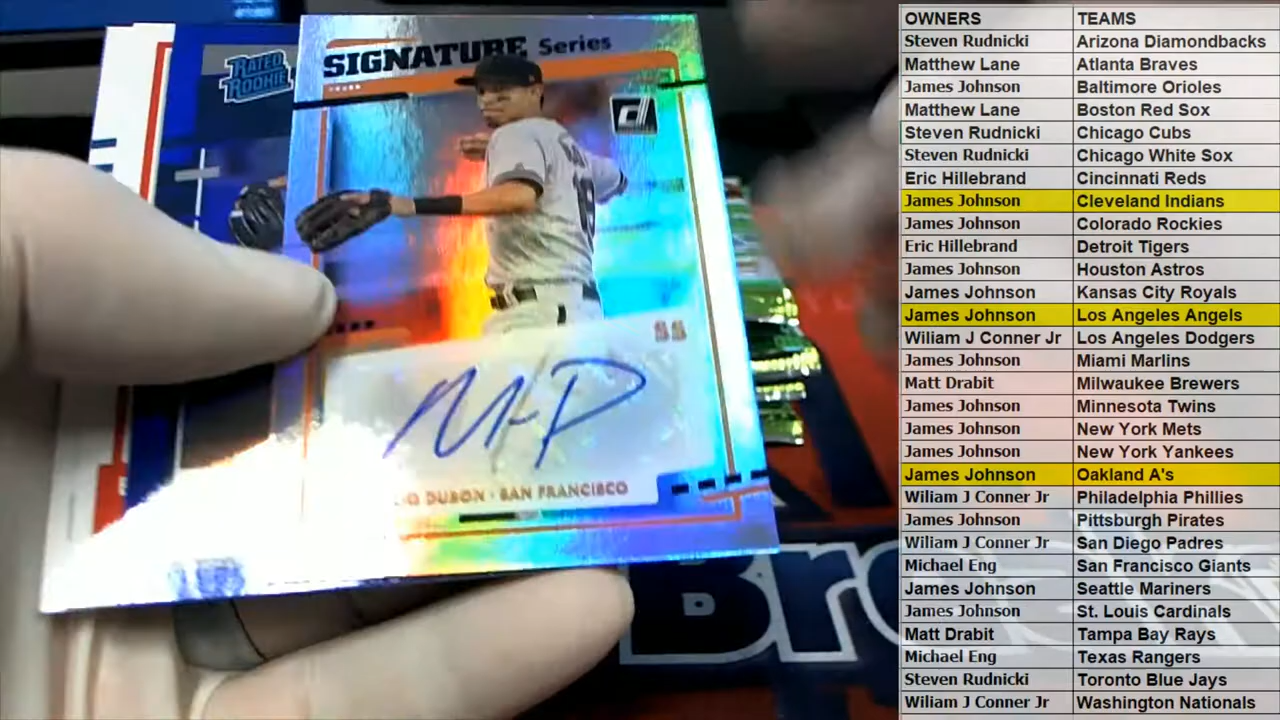 RATED
ROOKIE
SIGNATURE Series
SS
DUBON · SAN FRANCISCO
OWNERS TEAMS
Steven Rudnicki Arizona Diamondbacks
Matthew Lane Atlanta Braves
James Johnson Baltimore Orioles
Matthew Lane Boston Red Sox
Steven Rudnicki Chicago Cubs
Steven Rudnicki Chicago White Sox
Eric Hillebrand Cincinnati Reds
James Johnson Cleveland Indians
James Johnson Colorado Rockies
Eric Hillebrand Detroit Tigers
James Johnson Houston Astros
James Johnson Kansas City Royals
James Johnson Los Angeles Angels
Wiliam J Conner Jr Los Angeles Dodgers
James Johnson Miami Marlins
Matt Drabit Milwaukee Brewers
James Johnson Minnesota Twins
James Johnson New York Mets
James Johnson New York Yankees
James Johnson Oakland A's
Wiliam J Conner Jr Philadelphia Phillies
James Johnson Pittsburgh Pirates
Wiliam J Conner Jr San Diego Padres
Michael Eng San Francisco Giants
James Johnson Seattle Mariners
James Johnson St. Louis Cardinals
Matt Drabit Tampa Bay Rays
Michael Eng Texas Rangers
Steven Rudnicki Toronto Blue Jays
Wiliam J Conner Jr Washington Nationals